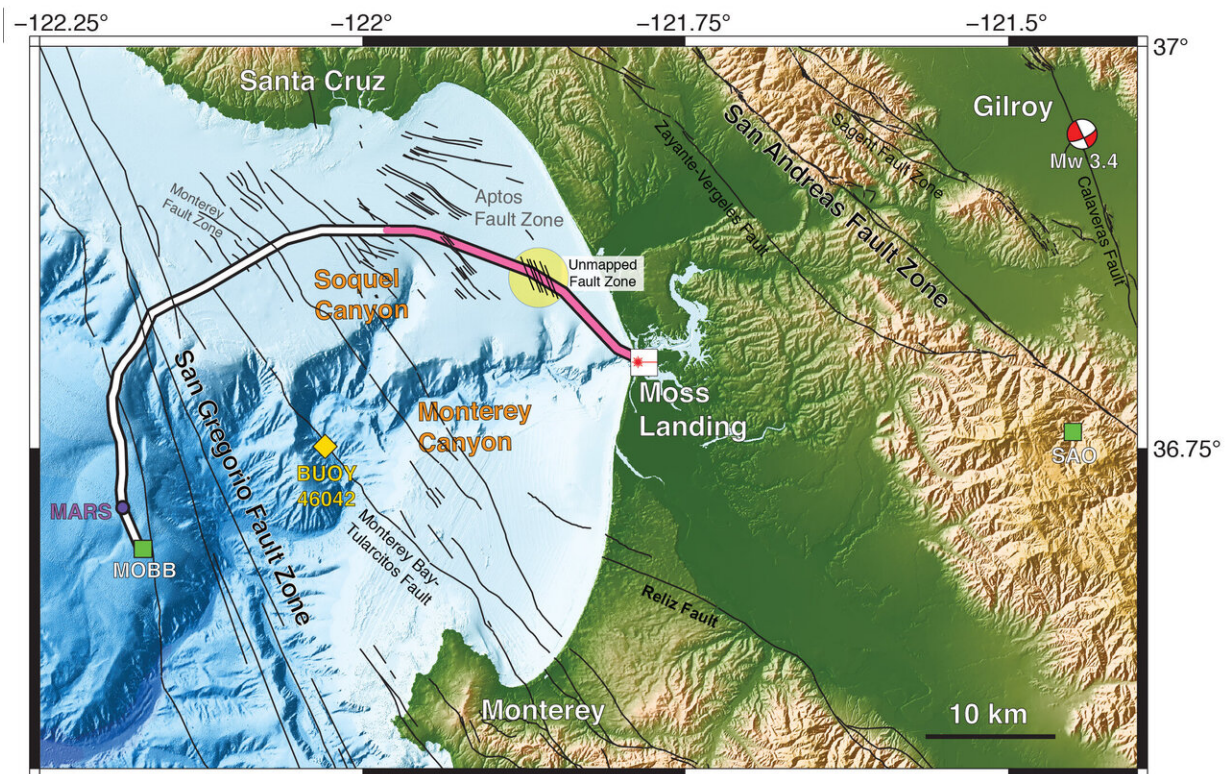 −122.25°
−122°
−121.75°
−121.5°
37°
Santa Cruz
Gilroy
Mw 3.4
San Andreas Fault Zone
Sagent Fault Zone
Zayante-Vergeles Fault
Calaveras Fault
Monterey
Fault Zone
Aptos
Fault Zone
Unmapped
Fault Zone
Soquel
Canyon
San Gregorio Fault Zone
Moss
Landing
Monterey
Canyon
36.75°
SAO
BUOY
46042
MARS
MOBB
Monterey Bay-
Tularcitos Fault
Reliz Fault
Monterey
10 km